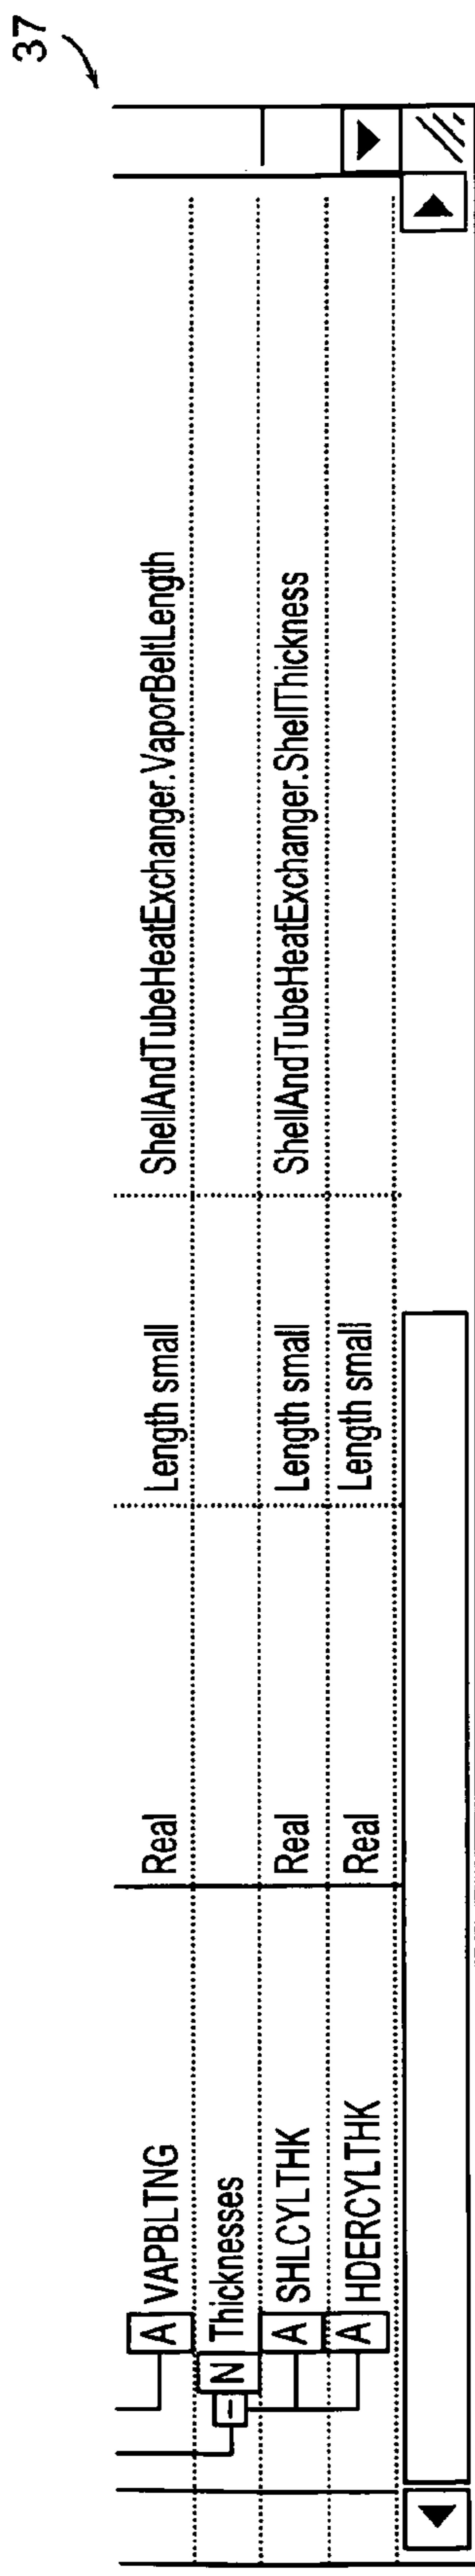 37
A VAPBLTNG Real Length small ShellAndTubeHeatExchanger.VaporBeltLength
- N Thicknesses
A SHLCYLTHK Real Length small ShellAndTubeHeatExchanger.ShellThickness
A HDERCYLTHK Real Length small